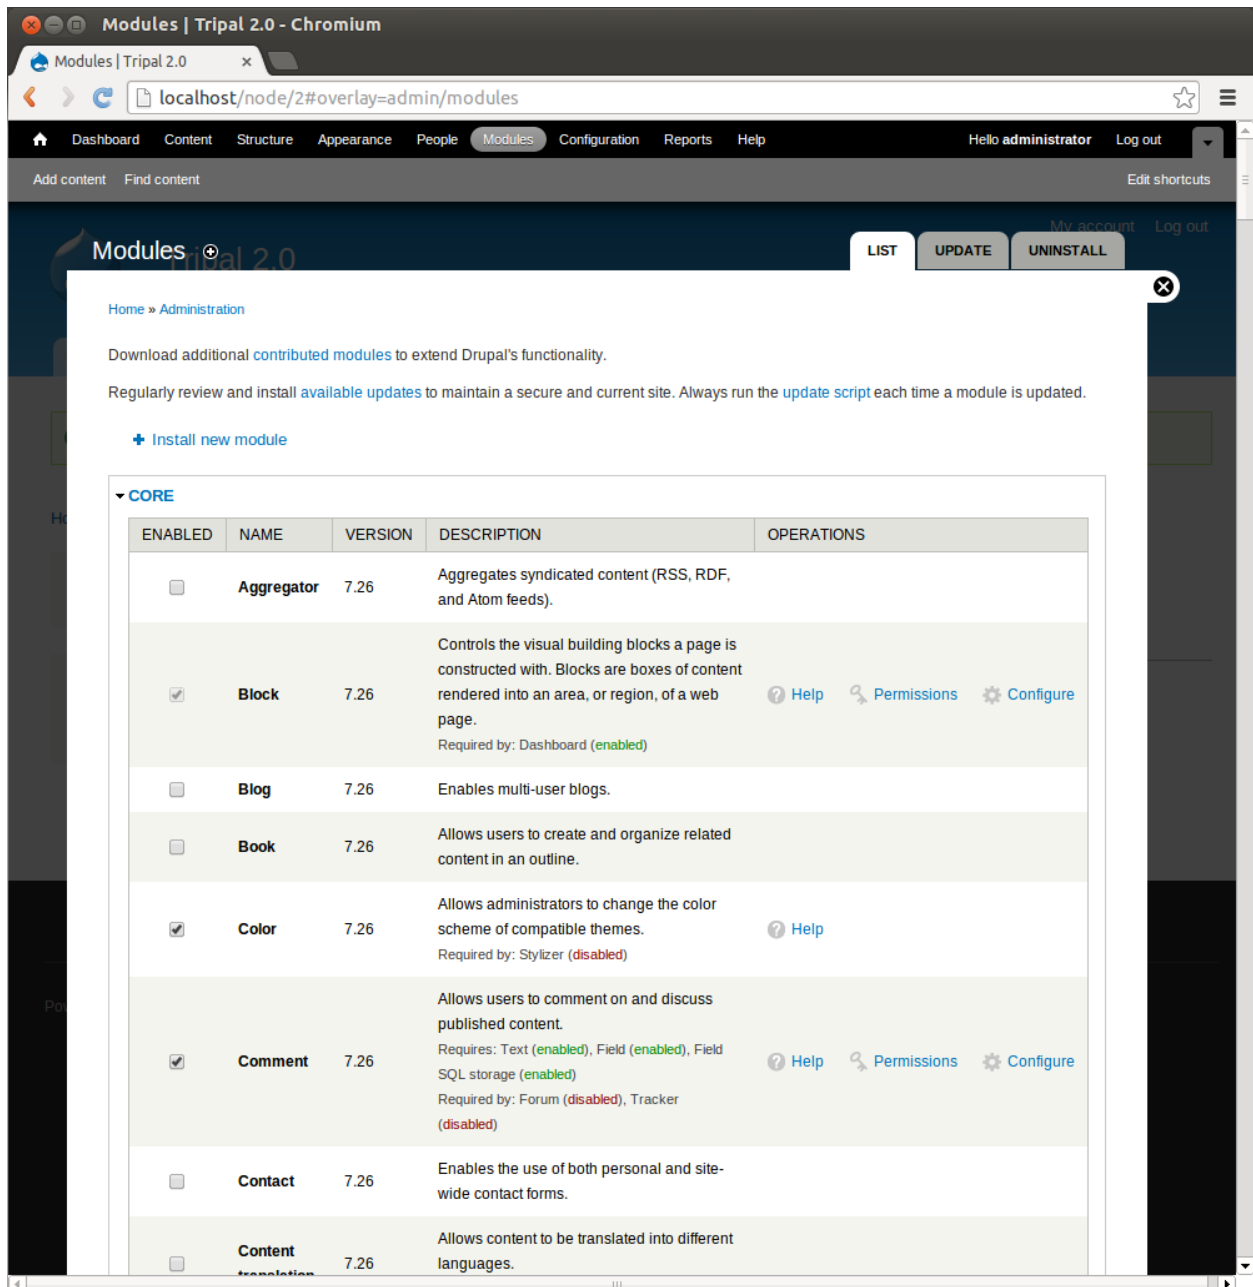 Modules | Tripal 2.0 - Chromium
Modules | Tripal 2.0 ×
localhost/node/2#overlay=admin/modules
Dashboard Content Structure Appearance People Modules Configuration Reports Help Hello administrator Log out
Add content Find content Edit shortcuts
My account Log out
Tripal 2.0
Modules LIST UPDATE UNINSTALL
Home » Administration
Download additional contributed modules to extend Drupal's functionality.
Regularly review and install available updates to maintain a secure and current site. Always run the update script each time a module is updated.
+ Install new module
CORE
ENABLED NAME VERSION DESCRIPTION OPERATIONS
Aggregator 7.26 Aggregates syndicated content (RSS, RDF,
and Atom feeds).
Controls the visual building blocks a page is
constructed with. Blocks are boxes of content
Block 7.26 rendered into an area, or region, of a web Help Permissions Configure
page.
Required by: Dashboard (enabled)
Blog 7.26 Enables multi-user blogs.
Book 7.26 Allows users to create and organize related
content in an outline.
Allows administrators to change the color
Color 7.26 scheme of compatible themes. Help
Required by: Stylizer (disabled)
Allows users to comment on and discuss
published content.
Requires: Text (enabled), Field (enabled), Field
Comment 7.26 SQL storage (enabled) Help Permissions Configure
Required by: Forum (disabled), Tracker
(disabled)
Contact 7.26 Enables the use of both personal and site-
wide contact forms.
Content translation 7.26 Allows content to be translated into different
languages.